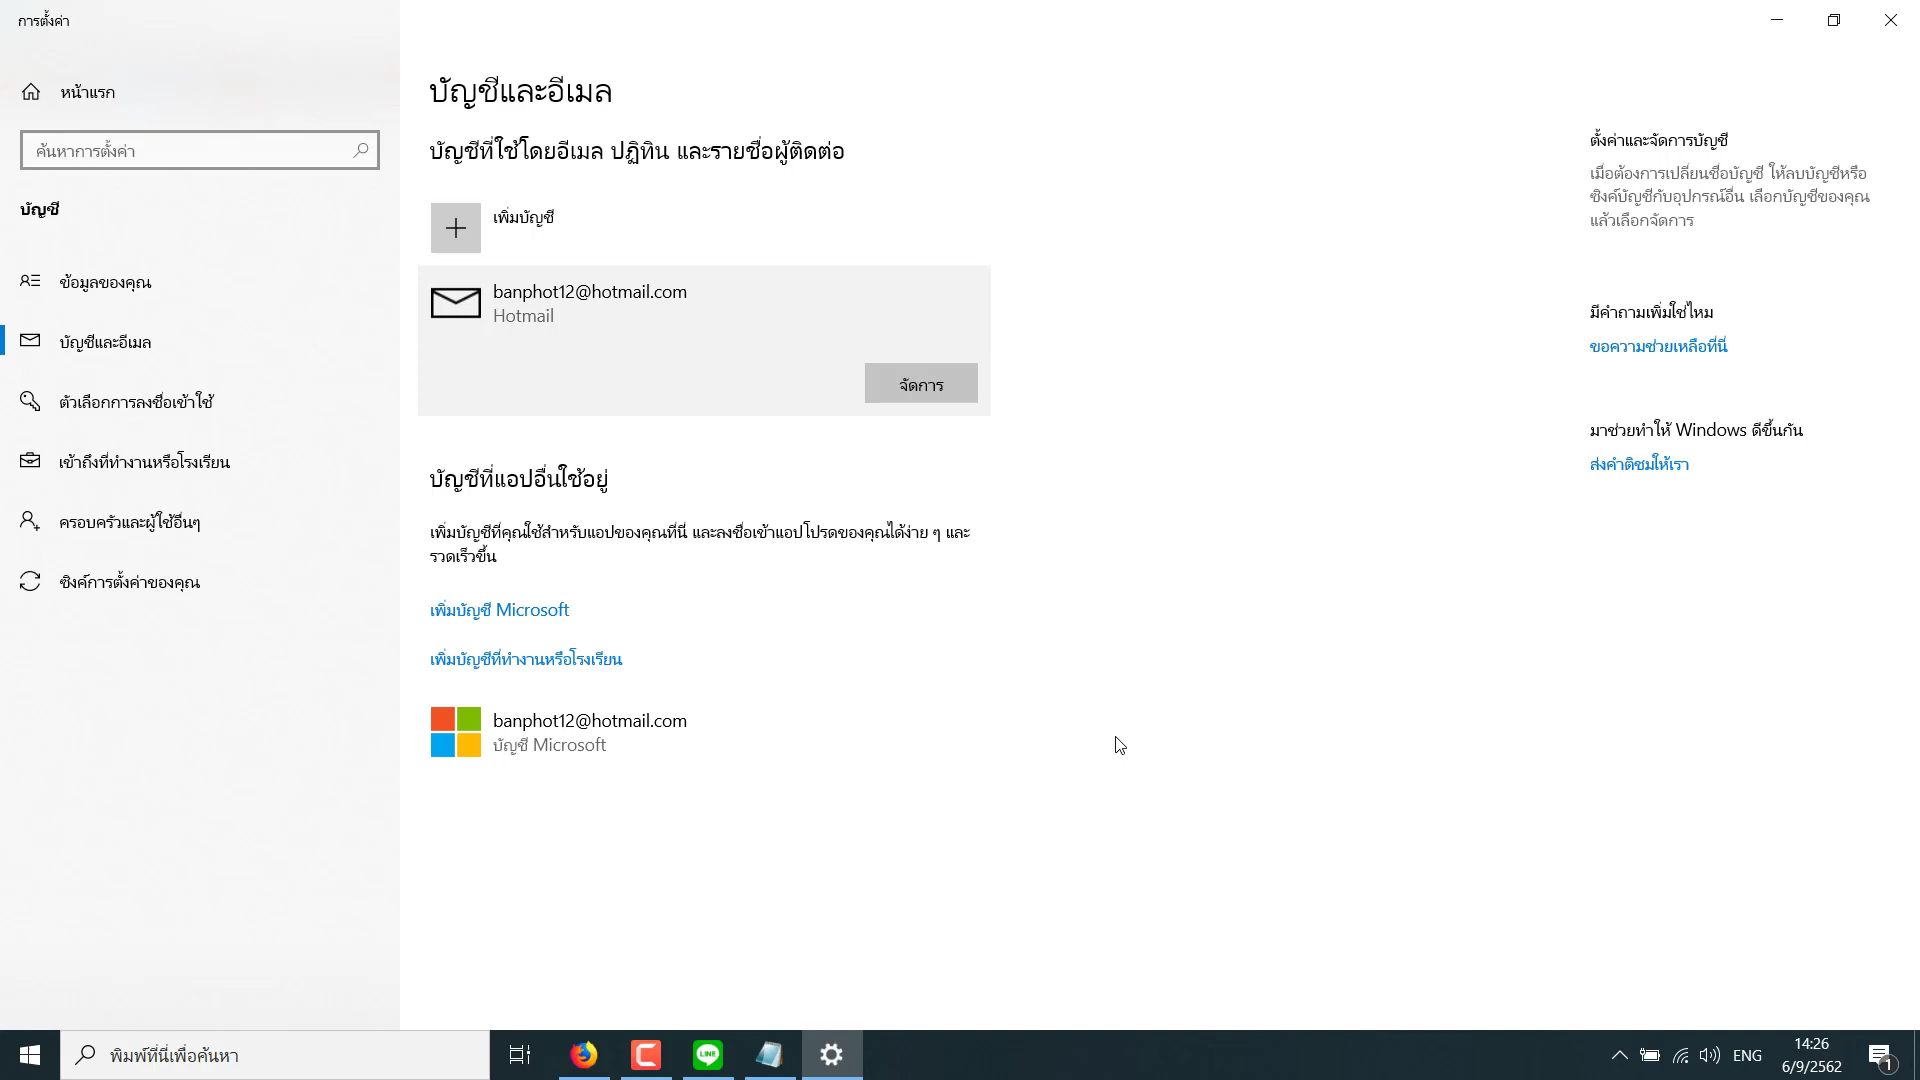 การตั้งค่า
หน้าแรก
ค้นหาการตั้งค่า
บัญชี
ข้อมูลของคุณ
บัญชีและอีเมล
ตัวเลือกการลงชื่อเข้าใช้
เข้าถึงที่ทำงานหรือโรงเรียน
ครอบครัวและผู้ใช้อื่นๆ
ซิงค์การตั้งค่าของคุณ
บัญชีและอีเมล
บัญชีที่ใช้โดยอีเมล ปฏิทิน และรายชื่อผู้ติดต่อ
เพิ่มบัญชี
banphot12@hotmail.com
Hotmail
จัดการ
บัญชีที่แอปอื่นใช้อยู่
เพิ่มบัญชีที่คุณใช้สำหรับแอปของคุณที่นี่ และลงชื่อเข้าแอปโปรดของคุณได้ง่าย ๆ และ
รวดเร็วขึ้น
เพิ่มบัญชี Microsoft
เพิ่มบัญชีที่ทำงานหรือโรงเรียน
banphot12@hotmail.com
บัญชี Microsoft
ตั้งค่าและจัดการบัญชี
เมื่อต้องการเปลี่ยนชื่อบัญชี ให้ลบบัญชีหรือ
ซิงค์บัญชีกับอุปกรณ์อื่น เลือกบัญชีของคุณ
แล้วเลือกจัดการ
มีคำถามเพิ่มใช่ไหม
ขอความช่วยเหลือที่นี่
มาช่วยทำให้ Windows ดีขึ้นกัน
ส่งคำติชมให้เรา
พิมพ์ที่นี่เพื่อค้นหา
LINE
ENG
14:26
6/9/2562
1